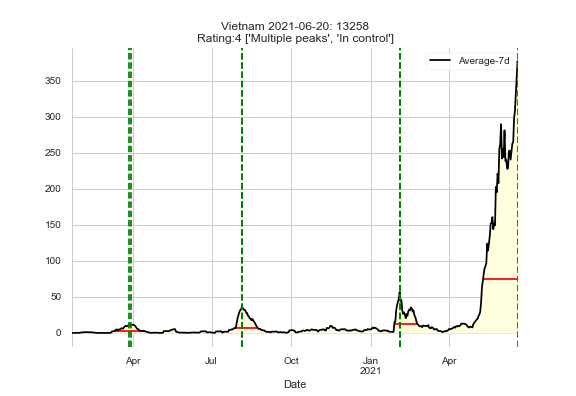 Vietnam 2021-06-20: 13258
Rating:4 ['Multiple peaks', 'In control']
Average-7d
350
300
250
200
150
100
50
0
Apr
Jul
Oct
Jan
2021
Apr
Date